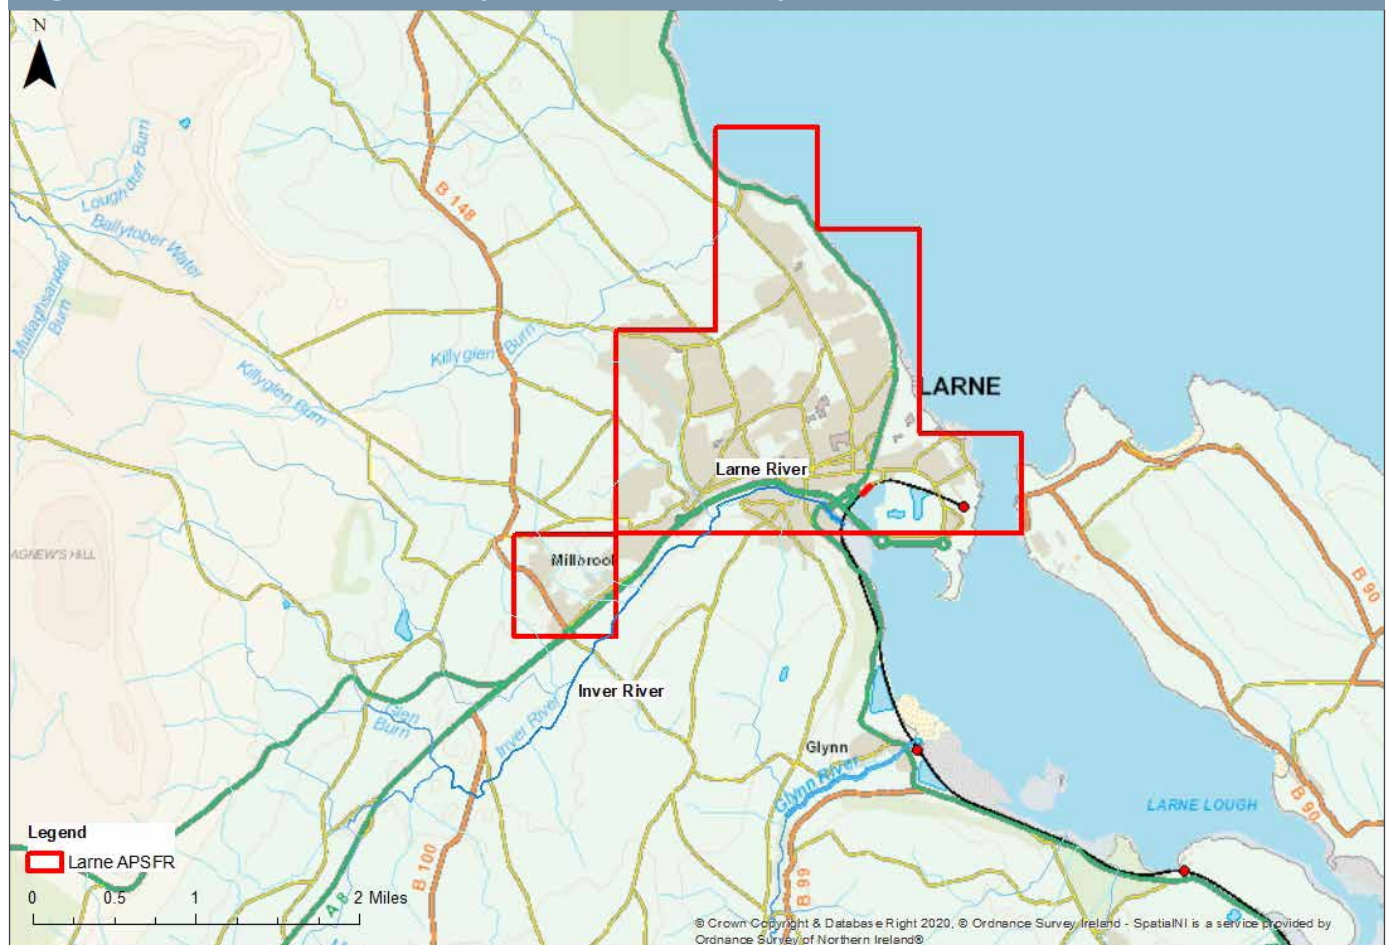 N
B 148
Lough duff Burn
Ballytober Water
Mullaghsandall
Burn
Killyglen Burn
Killyglen Burn
LARNE
Larne River
AGNEW'S HILL
Millbrook
B 90
Inver River
Inver River
Glen
Burn
Glynn
Glynn River
LARNE LOUGH
B 90
Legend
Larne APSFR
0 0.5 1 2 Miles
A 8
B 100
B 99
© Crown Copyright & Database Right 2020, © Ordnance Survey Ireland - SpatialNI is a service provided by
Ordnance Survey of Northern Ireland®